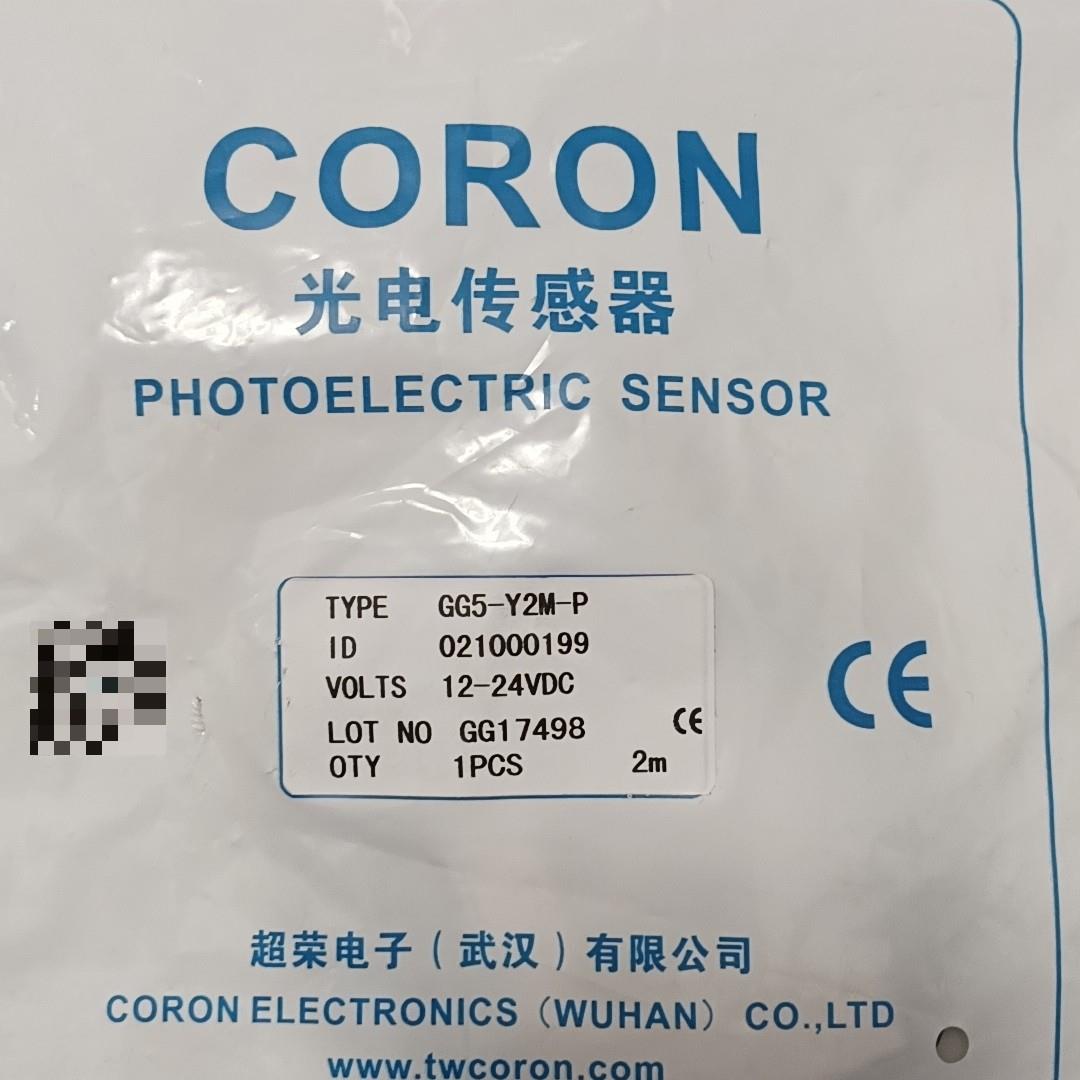 CORON
光电传感器
PHOTOELECTRIC SENSOR
TYPE GG5-Y2M-P
ID 021000199
VOLTS 12-24VDC
LOT NO GG17498 CE
QTY 1PCS 2m
CE
超荣电子（武汉）有限公司
CORON ELECTRONICS（WUHAN）CO.,LTD
www.twcoron.com